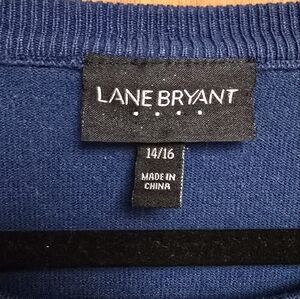 LANE BRYANT
14/16
MADE IN
CHINA